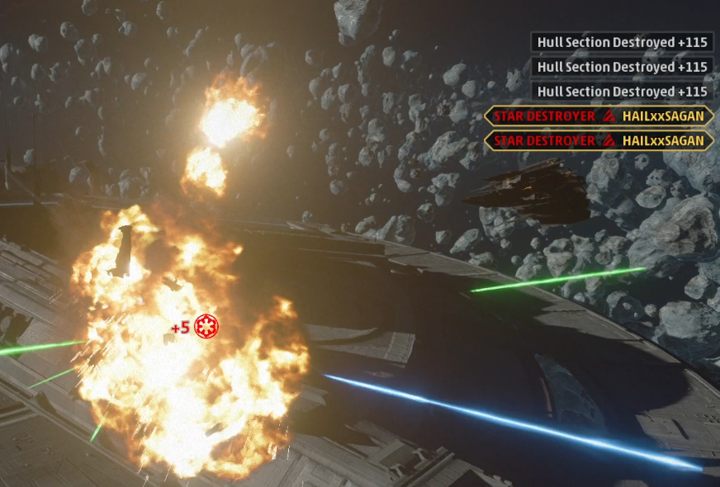 Hull Section Destroyed +115
Hull Section Destroyed +115
Hull Section Destroyed +115
STAR DESTROYER HAILxxSAGAN
STAR DESTROYER HAILxxSAGAN
+5